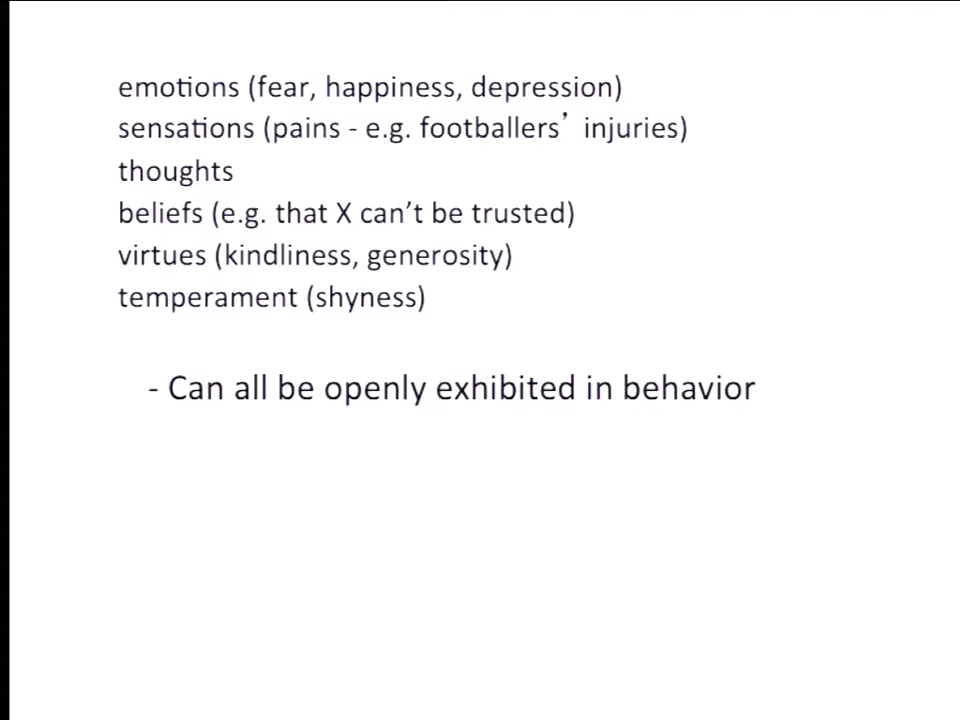 emotions (fear, happiness, depression)
sensations (pains - e.g. footballers’ injuries)
thoughts
beliefs (e.g. that X can’t be trusted)
virtues (kindliness, generosity)
temperament (shyness)
- Can all be openly exhibited in behavior